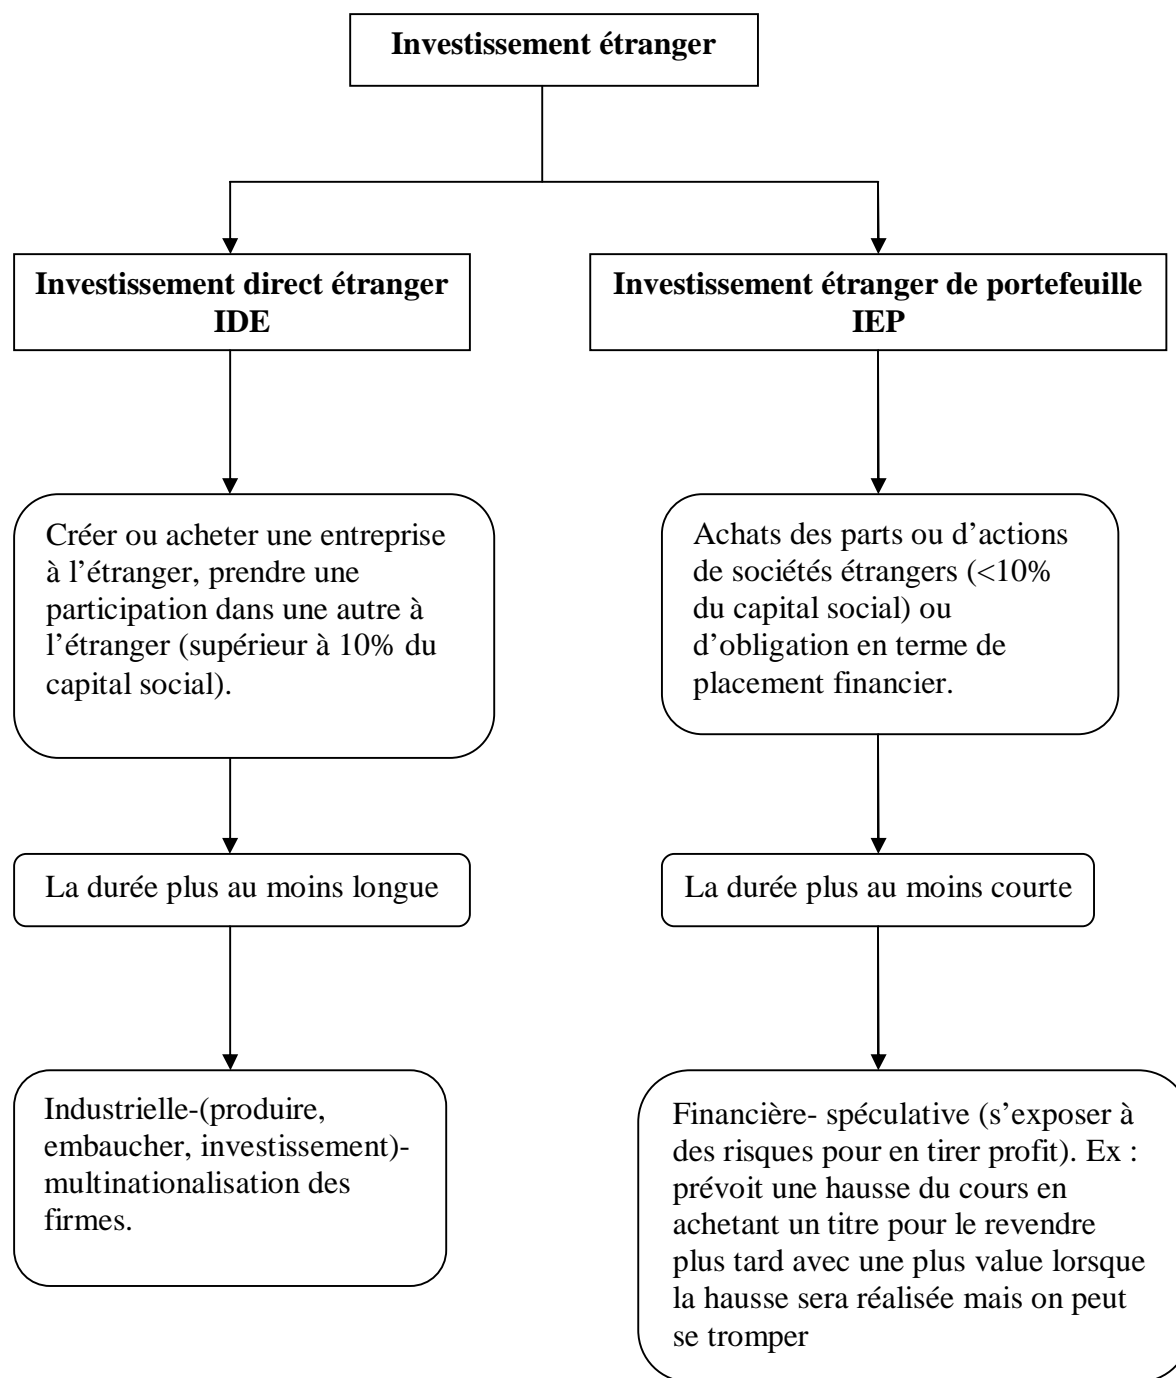 Investissement étranger
Investissement direct étranger
IDE
Investissement étranger de portefeuille
IEP
Créer ou acheter une entreprise
à l’étranger, prendre une
participation dans une autre à
l’étranger (supérieur à 10% du
capital social).
Achats des parts ou d’actions
de sociétés étrangers (<10%
du capital social) ou
d’obligation en terme de
placement financier.
La durée plus au moins longue
La durée plus au moins courte
Industrielle-(produire,
embaucher, investissement)-
multinationalisation des
firmes.
Financière- spéculative (s’exposer à
des risques pour en tirer profit). Ex :
prévoit une hausse du cours en
achetant un titre pour le revendre
plus tard avec une plus value lorsque
la hausse sera réalisée mais on peut
se tromper